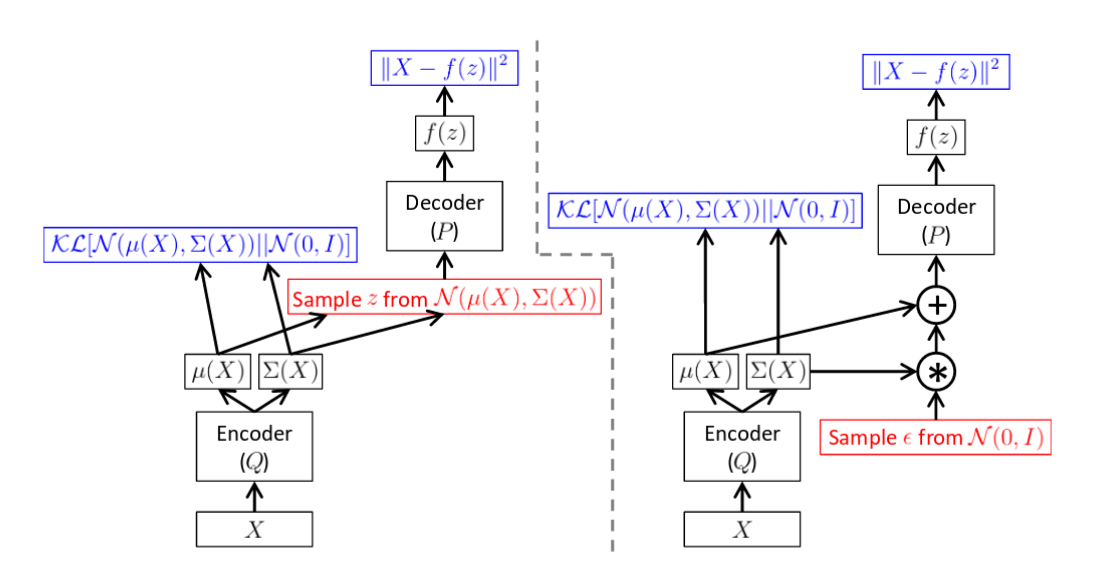 ‖X − f(z)‖²
f(z)
Decoder
(P)
𝒦ℒ[𝒩(μ(X), Σ(X))||𝒩(0, I)]
Sample z from 𝒩(μ(X), Σ(X))
μ(X)
Σ(X)
Encoder
(Q)
X
‖X − f(z)‖²
f(z)
𝒦ℒ[𝒩(μ(X), Σ(X))||𝒩(0, I)]
Decoder
(P)
+
μ(X)
Σ(X)
*
Sample ϵ from 𝒩(0, I)
Encoder
(Q)
X